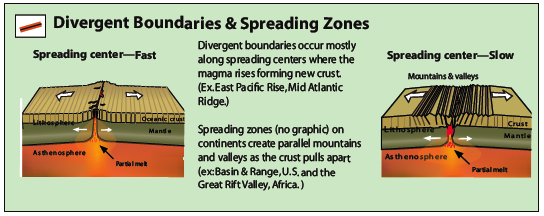 Divergent Boundaries & Spreading Zones
Spreading center—Fast
Oceanic crust
Lithosphere
Mantle
Asthenosphere
Partial melt
Divergent boundaries occur mostly
along spreading centers where the
magma rises forming new crust.
(Ex. East Pacific Rise, Mid Atlantic
Ridge.)
Spreading zones (no graphic) on
continents create parallel mountains
and valleys as the crust pulls apart
(ex: Basin & Range, U.S. and the
Great Rift Valley, Africa. )
Spreading center—Slow
Mountains & valleys
Lithosphere
Crust
Mantle
Asthenosphere
Partial melt